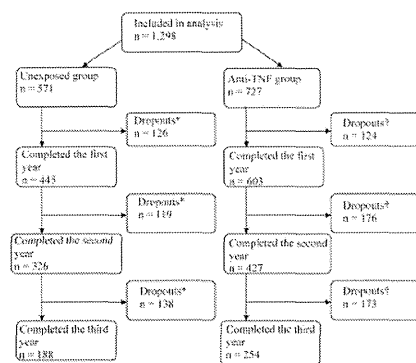 Included in analysis
n = 1,298
Unexposed group
n = 571
Anti-TNF group
n = 727
Dropouts*
n = 126
Dropouts§
n = 124
Completed the first
year
n = 445
Completed the first
year
n = 603
Dropouts*
n = 119
Dropouts§
n = 176
Completed the second
year
n = 326
Completed the second
year
n = 427
Dropouts*
n = 138
Dropouts§
n = 173
Completed the third
year
n = 188
Completed the third
year
n = 254